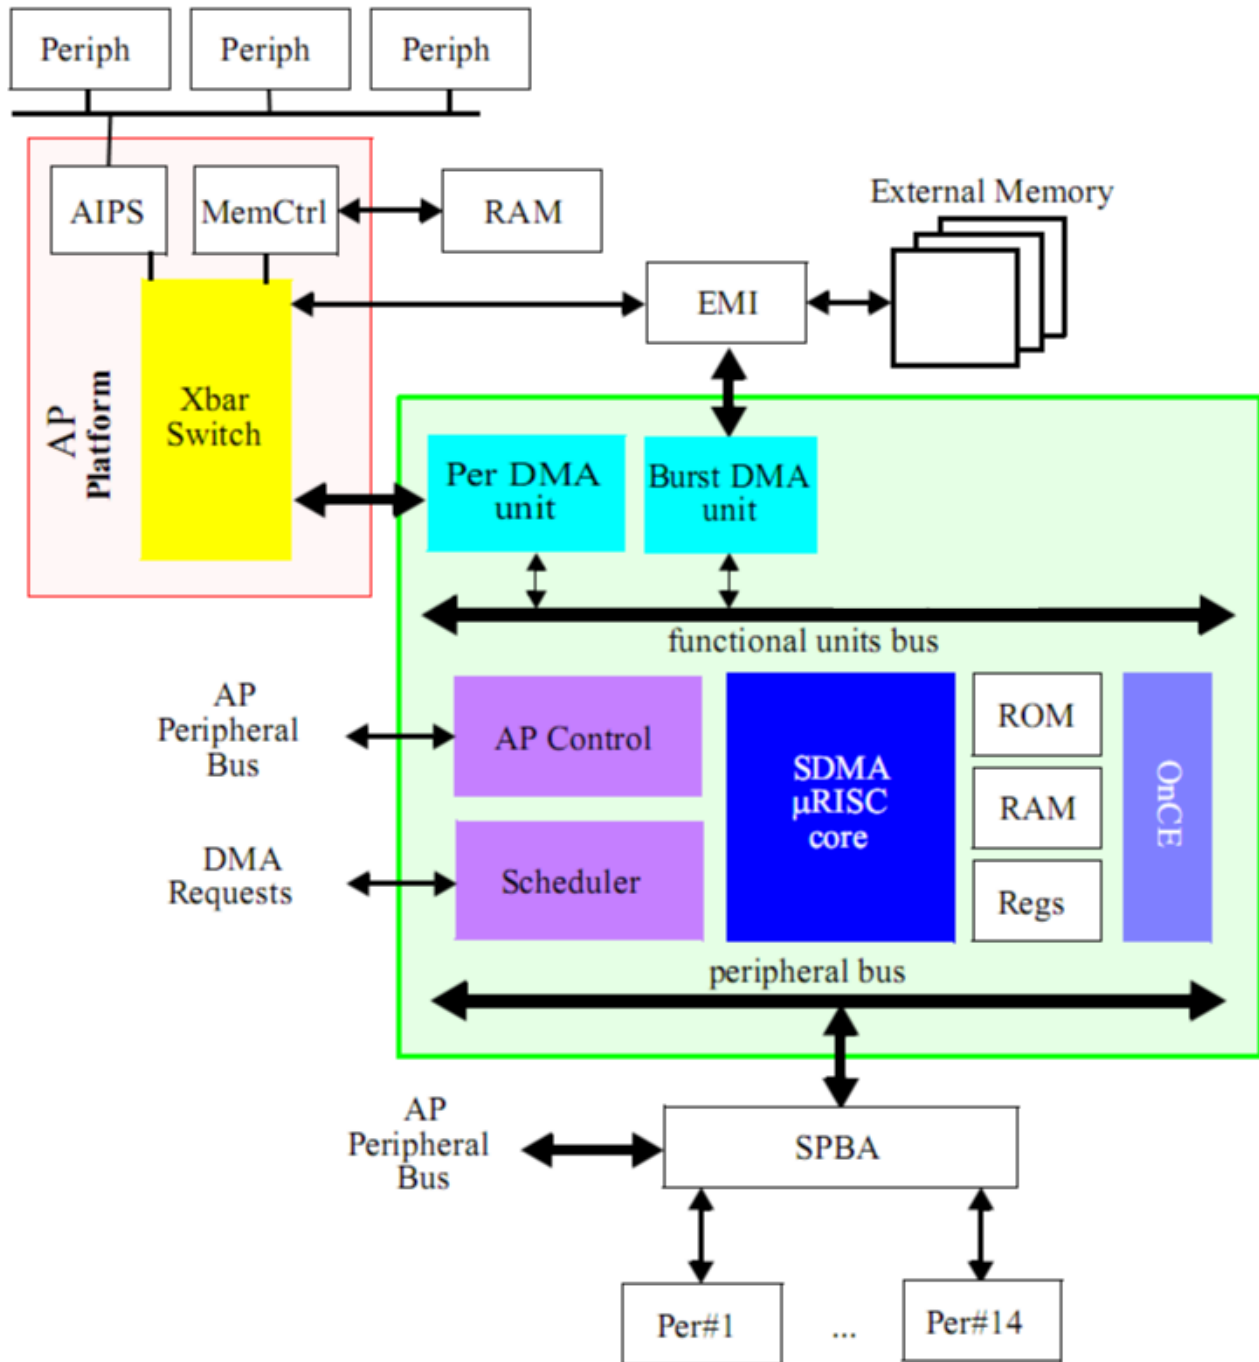 Periph
Periph
Periph
AIPS
MemCtrl
RAM
External Memory
EMI
AP
Platform
Xbar
Switch
Per DMA
unit
Burst DMA
unit
functional units bus
AP
Peripheral
Bus
AP Control
SDMA
μRISC
core
ROM
RAM
Regs
OnCE
DMA
Requests
Scheduler
peripheral bus
AP
Peripheral
Bus
SPBA
Per#1
...
Per#14